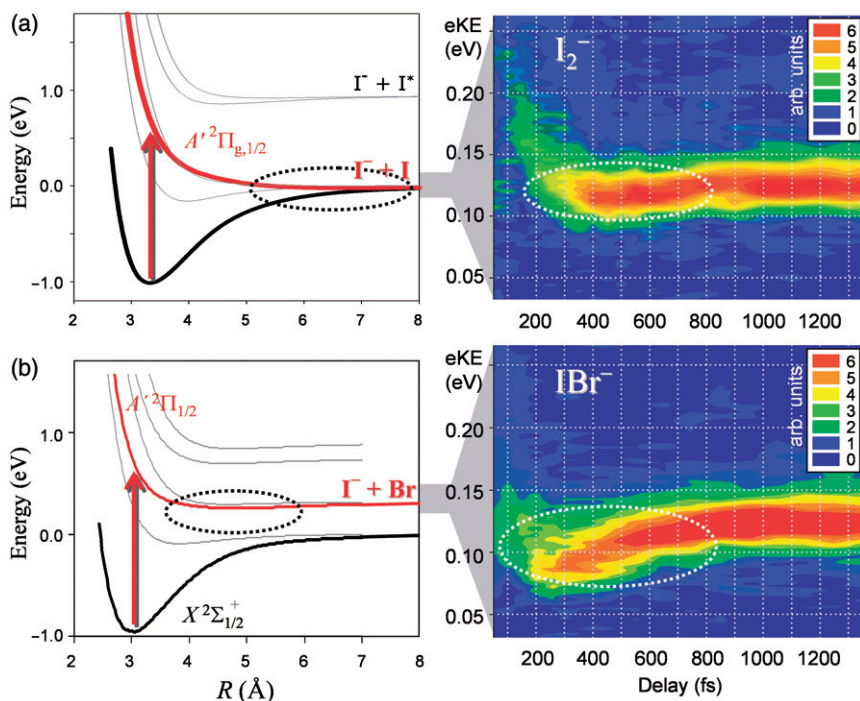 (a)
Energy (eV)
1.0
0.0
−1.0
2 3 4 5 6 7 8
I⁻ + I*
A′ ²Π g,1/2
I⁻ + I
eKE
(eV)
0.20
0.15
0.10
0.05
I₂⁻
arb. units
6
5
4
3
2
1
0
200 400 600 800 1000 1200
(b)
Energy (eV)
1.0
0.0
−1.0
2 3 4 5 6 7 8
R (Å)
A′ ²Π1/2
I⁻ + Br
X ²Σ⁺1/2
eKE
(eV)
0.20
0.15
0.10
0.05
IBr⁻
arb. units
6
5
4
3
2
1
0
200 400 600 800 1000 1200
Delay (fs)